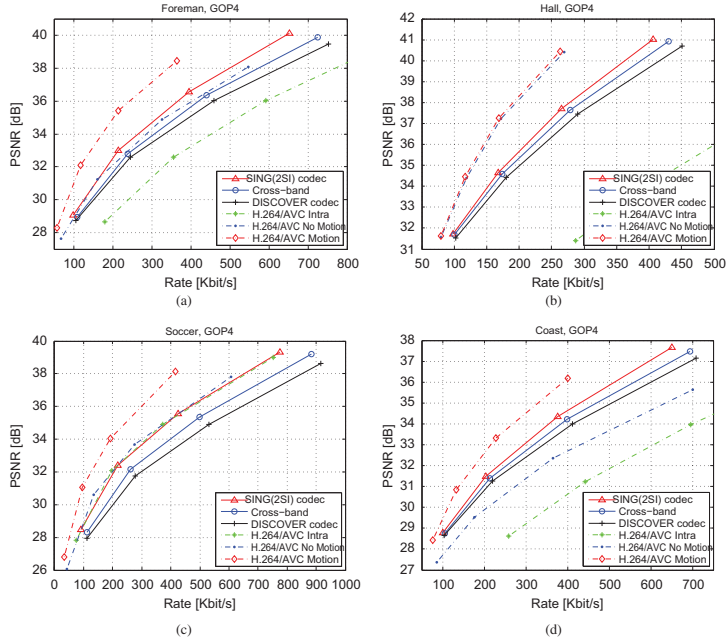 Foreman, GOP4
PSNR [dB]
40
38
36
34
32
30
28
100 200 300 400 500 600 700 800
Rate [Kbit/s]
SING(2SI) codec
Cross-band
DISCOVER codec
H.264/AVC Intra
H.264/AVC No Motion
H.264/AVC Motion
(a)
Hall, GOP4
PSNR [dB]
42
41
40
39
38
37
36
35
34
33
32
31
50 100 150 200 250 300 350 400 450 500
Rate [Kbit/s]
SING(2SI) codec
Cross-band
DISCOVER codec
H.264/AVC Intra
H.264/AVC No Motion
H.264/AVC Motion
(b)
Soccer, GOP4
PSNR [dB]
40
38
36
34
32
30
28
26
0 100 200 300 400 500 600 700 800 900 1000
Rate [Kbit/s]
SING(2SI) codec
Cross-band
DISCOVER codec
H.264/AVC Intra
H.264/AVC No Motion
H.264/AVC Motion
(c)
Coast, GOP4
PSNR [dB]
38
37
36
35
34
33
32
31
30
29
28
27
100 200 300 400 500 600 700
Rate [Kbit/s]
SING(2SI) codec
Cross-band
DISCOVER codec
H.264/AVC Intra
H.264/AVC No Motion
H.264/AVC Motion
(d)